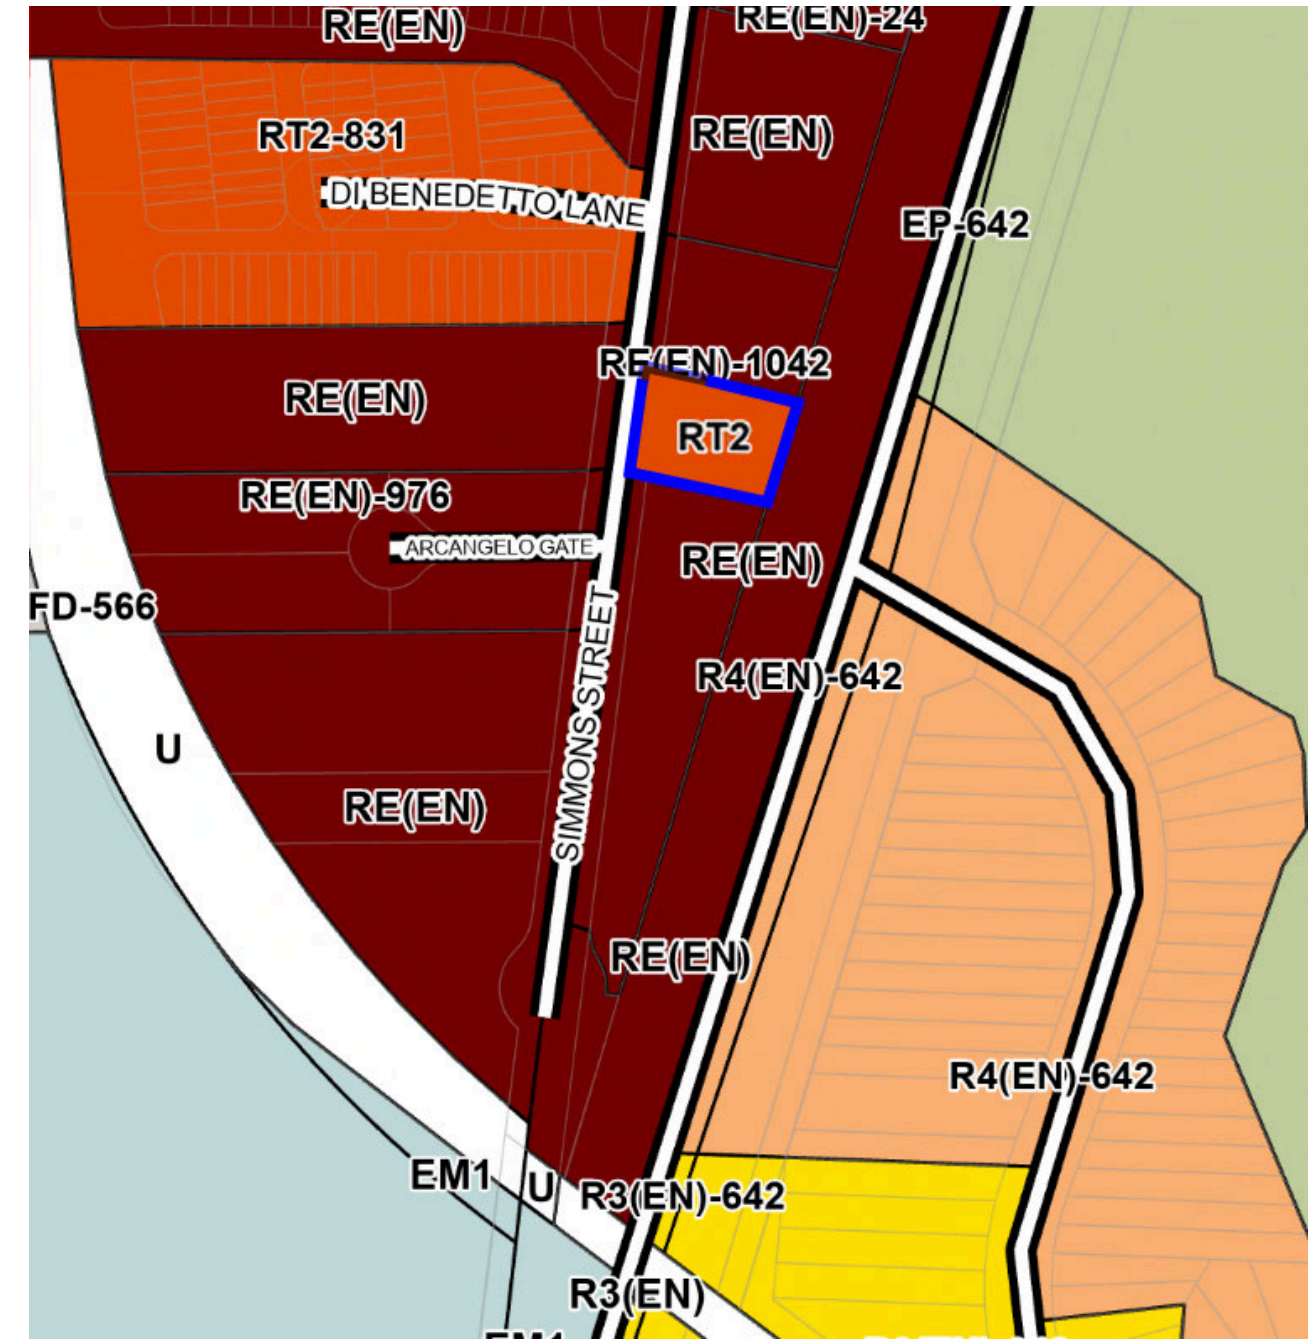 RE(EN)
RE(EN)-24
RT2-831
RE(EN)
DI BENEDETTO LANE
EP-642
RE(EN)-1042
RE(EN)
RT2
RE(EN)-976
ARCANGELO GATE
RE(EN)
FD-566
SIMMONS STREET
R4(EN)-642
U
RE(EN)
RE(EN)
R4(EN)-642
EM1
U
R3(EN)-642
R3(EN)
EM1